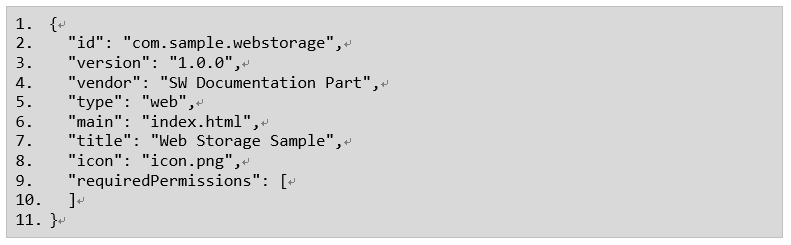 1. {
2.   "id": "com.sample.webstorage",
3.   "version": "1.0.0",
4.   "vendor": "SW Documentation Part",
5.   "type": "web",
6.   "main": "index.html",
7.   "title": "Web Storage Sample",
8.   "icon": "icon.png",
9.   "requiredPermissions": [
10.   ]
11. }